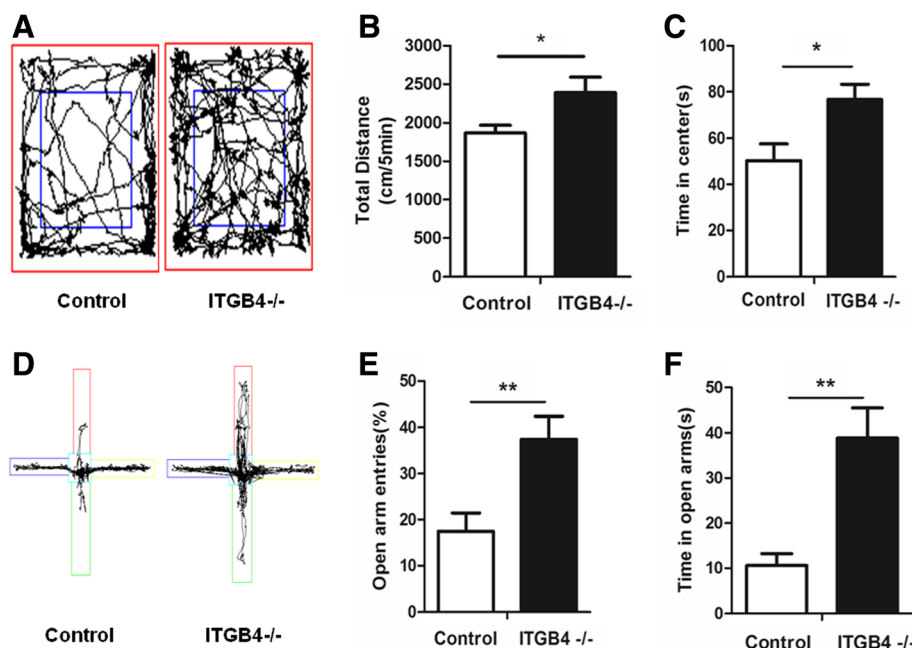 A
Control
ITGB4-/-
B
Total Distance
(cm/5min)
3000
2500
2000
1500
1000
500
0
*
Control
ITGB4-/-
C
Time in center(s)
100
80
60
40
20
0
*
Control
ITGB4 -/-
D
Control
ITGB4-/-
E
Open arm entries(%)
50
40
30
20
10
0
**
Control
ITGB4 -/-
F
Time in open arms(s)
50
40
30
20
10
0
**
Control
ITGB4 -/-